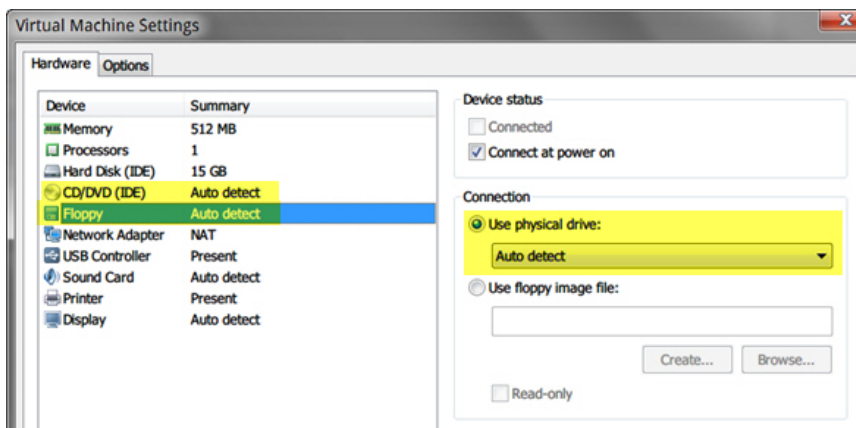 Virtual Machine Settings
X
Hardware Options
Device Summary
Memory 512 MB
Processors 1
Hard Disk (IDE) 15 GB
CD/DVD (IDE) Auto detect
Floppy Auto detect
Network Adapter NAT
USB Controller Present
Sound Card Auto detect
Printer Present
Display Auto detect
Device status
Connected
Connect at power on
Connection
Use physical drive:
Auto detect
Use floppy image file:
Create... Browse...
Read-only